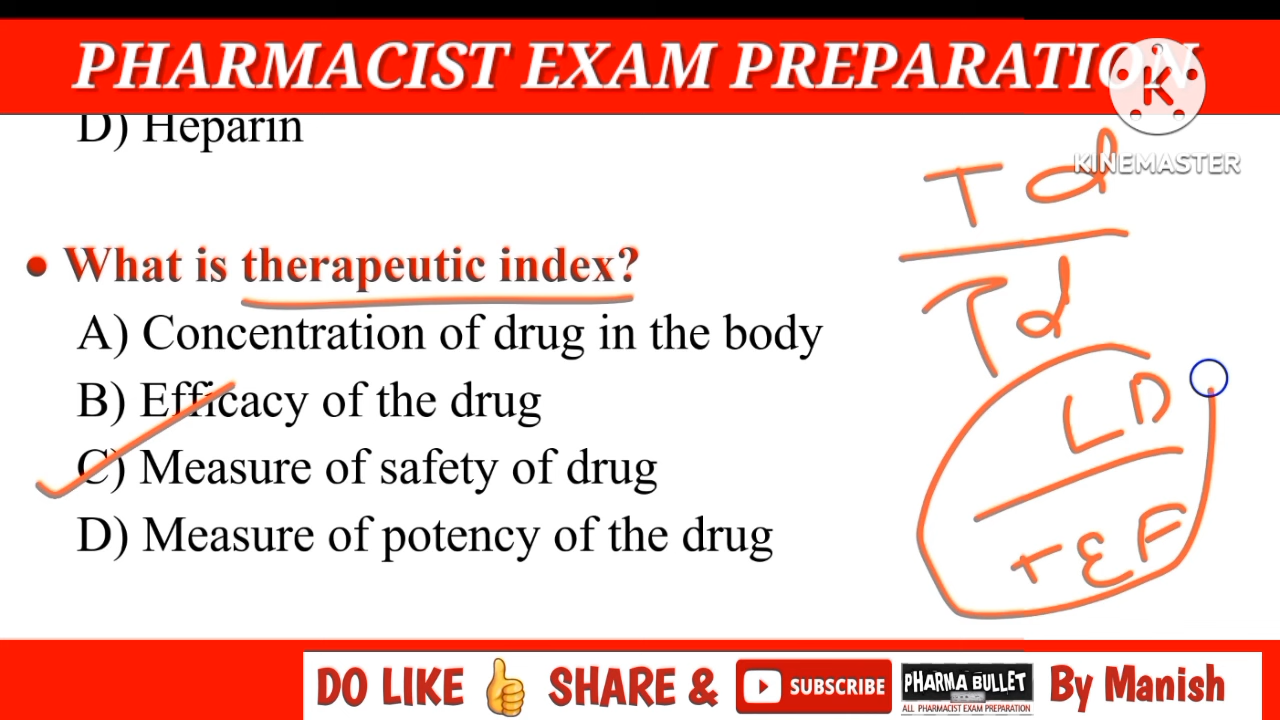 PHARMACIST EXAM PREPARATION
K
KINEMASTER
D) Heparin
• What is therapeutic index?
A) Concentration of drug in the body
B) Efficacy of the drug
C) Measure of safety of drug
D) Measure of potency of the drug
Td
Td
LD
DO LIKE 👍 SHARE & SUBSCRIBE PHARMA BULLET By Manish
ALL PHARMACIST EXAM PREPARATION